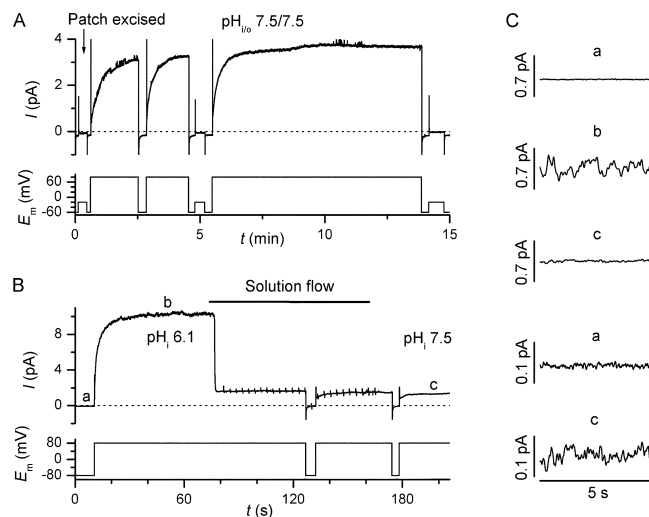 A
Patch excised
pHi/o 7.5/7.5
4
2
0
I (pA)
60
0
-60
Em (mV)
0
5
10
15
t (min)
B
Solution flow
b
pHi 6.1
pHi 7.5
a
c
10
5
0
I (pA)
80
0
-80
Em (mV)
0
60
120
180
t (s)
C
a
0.7 pA
b
0.7 pA
c
0.7 pA
a
0.1 pA
c
0.1 pA
5 s